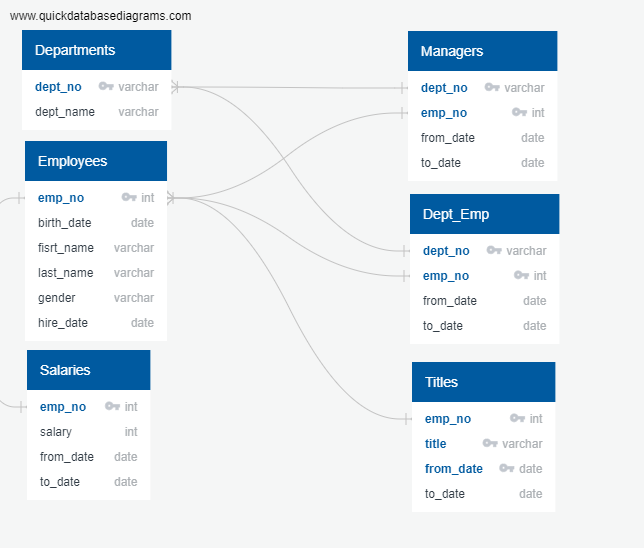 www.quickdatabasediagrams.com
Departments
dept_no varchar
dept_name varchar
Employees
emp_no int
birth_date date
fisrt_name varchar
last_name varchar
gender varchar
hire_date date
Salaries
emp_no int
salary int
from_date date
to_date date
Managers
dept_no varchar
emp_no int
from_date date
to_date date
Dept_Emp
dept_no varchar
emp_no int
from_date date
to_date date
Titles
emp_no int
title varchar
from_date date
to_date date